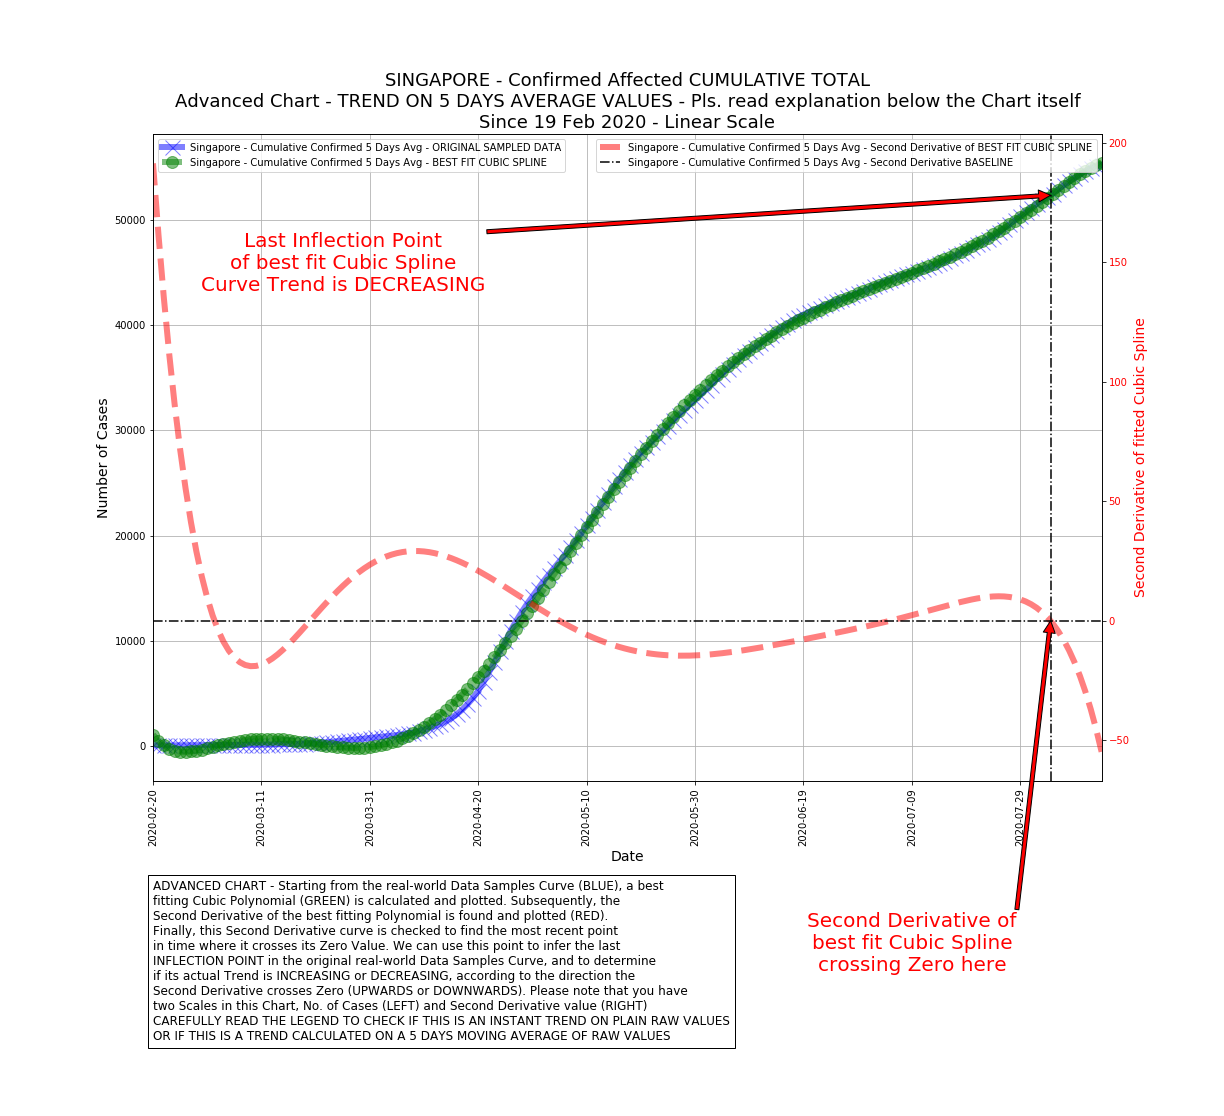 SINGAPORE - Confirmed Affected CUMULATIVE TOTAL
Advanced Chart - TREND ON 5 DAYS AVERAGE VALUES - Pls. read explanation below the Chart itself
Since 19 Feb 2020 - Linear Scale
Singapore - Cumulative Confirmed 5 Days Avg - ORIGINAL SAMPLED DATA
Singapore - Cumulative Confirmed 5 Days Avg - BEST FIT CUBIC SPLINE
Singapore - Cumulative Confirmed 5 Days Avg - Second Derivative of BEST FIT CUBIC SPLINE
Singapore - Cumulative Confirmed 5 Days Avg - Second Derivative BASELINE
Last Inflection Point
of best fit Cubic Spline
Curve Trend is DECREASING
Number of Cases
50000
40000
30000
20000
10000
0
200
150
100
50
0
−50
Second Derivative of fitted Cubic Spline
2020-02-20
2020-03-11
2020-03-31
2020-04-20
2020-05-10
2020-05-30
2020-06-19
2020-07-09
2020-07-29
Date
ADVANCED CHART - Starting from the real-world Data Samples Curve (BLUE), a best
fitting Cubic Polynomial (GREEN) is calculated and plotted. Subsequently, the
Second Derivative of the best fitting Polynomial is found and plotted (RED).
Finally, this Second Derivative curve is checked to find the most recent point
in time where it crosses its Zero Value. We can use this point to infer the last
INFLECTION POINT in the original real-world Data Samples Curve, and to determine
if its actual Trend is INCREASING or DECREASING, according to the direction the
Second Derivative crosses Zero (UPWARDS or DOWNWARDS). Please note that you have
two Scales in this Chart, No. of Cases (LEFT) and Second Derivative value (RIGHT)
CAREFULLY READ THE LEGEND TO CHECK IF THIS IS AN INSTANT TREND ON PLAIN RAW VALUES
OR IF THIS IS A TREND CALCULATED ON A 5 DAYS MOVING AVERAGE OF RAW VALUES
Second Derivative of
best fit Cubic Spline
crossing Zero here